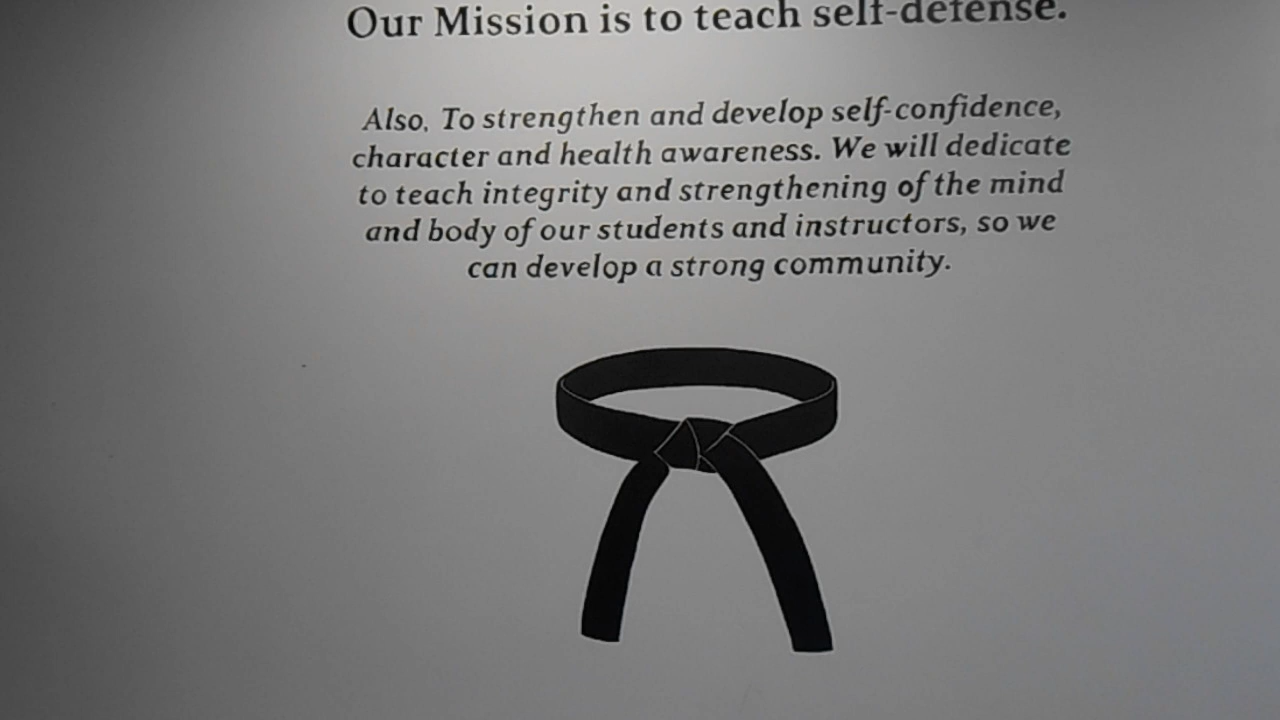 Our Mission is to teach self-defense.
Also, To strengthen and develop self-confidence,
character and health awareness. We will dedicate
to teach integrity and strengthening of the mind
and body of our students and instructors, so we
can develop a strong community.